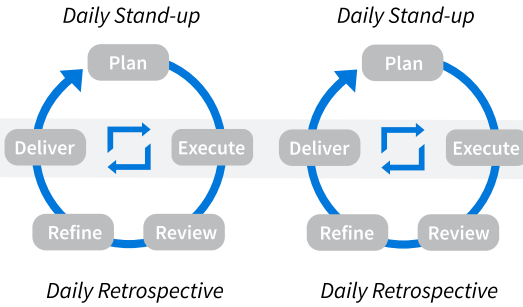 Daily Stand-up
Daily Stand-up
Plan
Plan
Deliver
Execute
Deliver
Execute
Refine
Review
Refine
Review
Daily Retrospective
Daily Retrospective